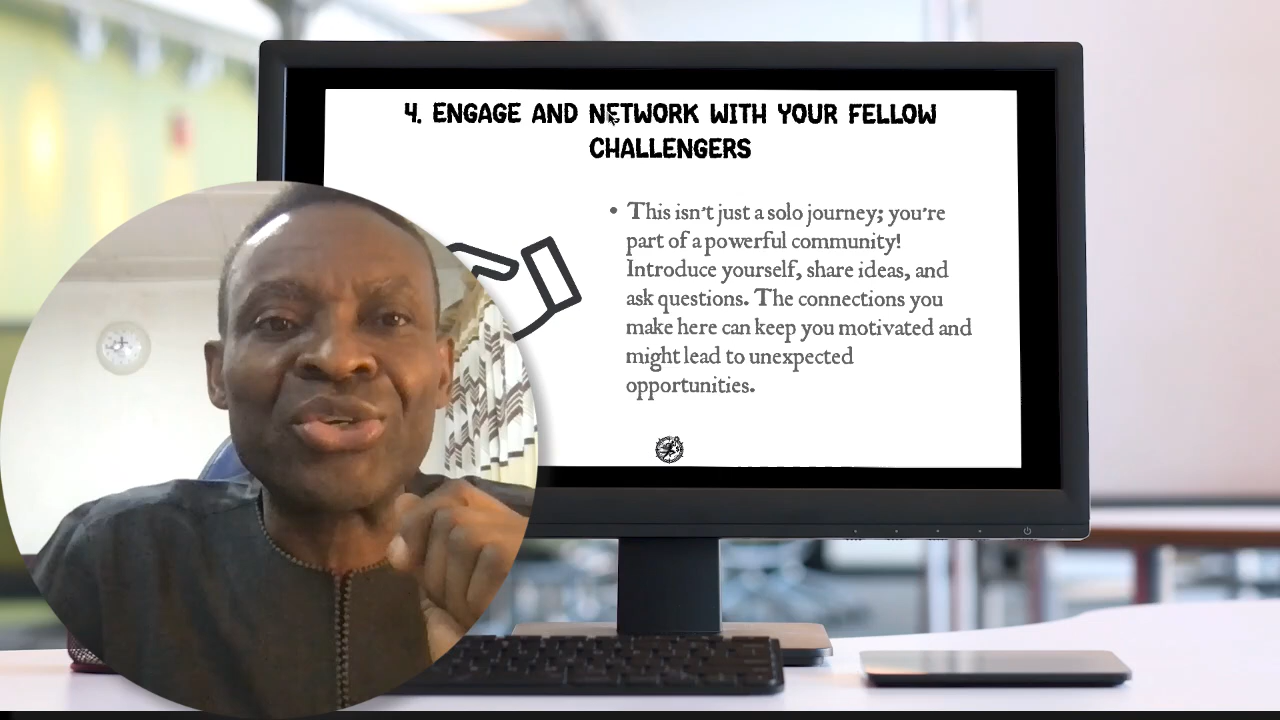 4. ENGAGE AND NETWORK WITH YOUR FELLOW
CHALLENGERS
• This isn't just a solo journey; you're
part of a powerful community!
Introduce yourself, share ideas, and
ask questions. The connections you
make here can keep you motivated and
might lead to unexpected
opportunities.